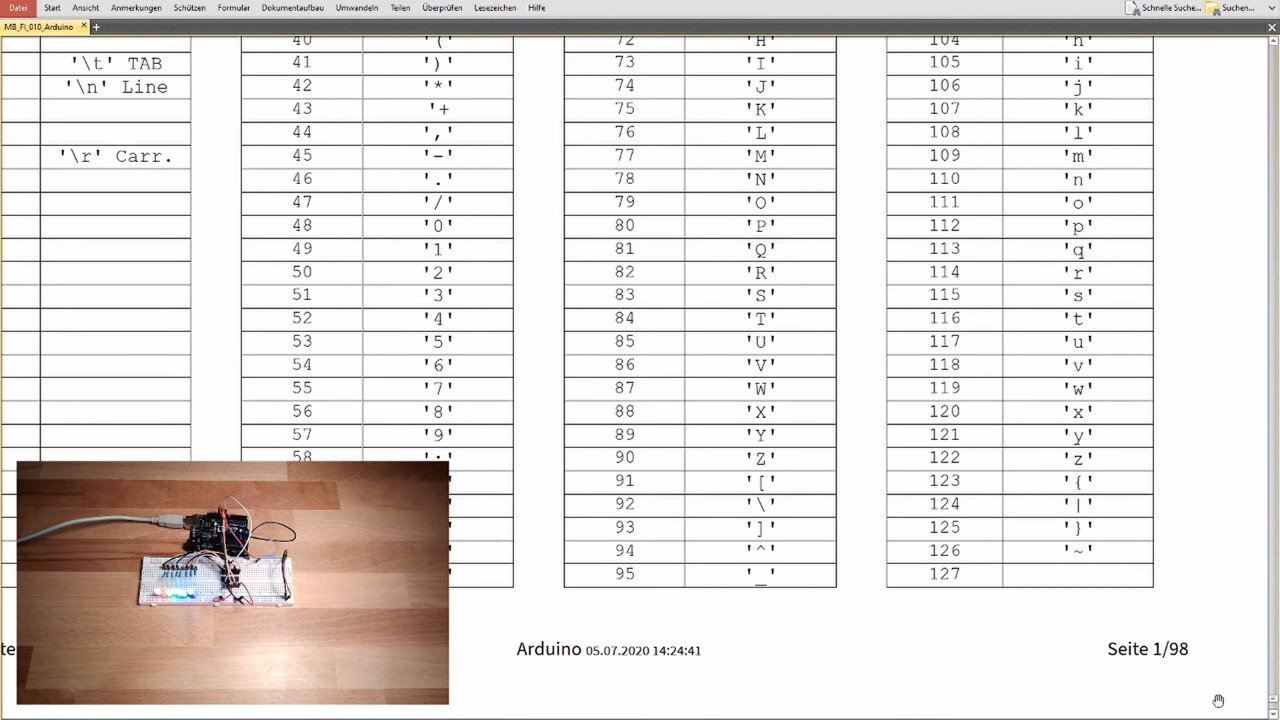 Datei Start Ansicht Anmerkungen Schützen Formular Dokumentaufbau Umwandeln Teilen Überprüfen Lesezeichen Hilfe Schnelle Suche... Suchen...
MB_FI_010_Arduino
40 '(' 72 'H' 104 'h'
'\t' TAB 41 ')' 73 'I' 105 'i'
'\n' Line 42 '*' 74 'J' 106 'j'
43 '+ 75 'K' 107 'k'
44 ',' 76 'L' 108 'l'
'\r' Carr. 45 '-' 77 'M' 109 'm'
46 '.' 78 'N' 110 'n'
47 '/' 79 'O' 111 'o'
48 '0' 80 'P' 112 'p'
49 '1' 81 'Q' 113 'q'
50 '2' 82 'R' 114 'r'
51 '3' 83 'S' 115 's'
52 '4' 84 'T' 116 't'
53 '5' 85 'U' 117 'u'
54 '6' 86 'V' 118 'v'
55 '7' 87 'W' 119 'w'
56 '8' 88 'X' 120 'x'
57 '9' 89 'Y' 121 'y'
58 ':' 90 'Z' 122 'z'
' 91 '[' 123 '{'
' 92 '\' 124 '|'
' 93 ']' 125 '}'
' 94 '^' 126 '~'
' 95 '_' 127
te Arduino 05.07.2020 14:24:41 Seite 1/98